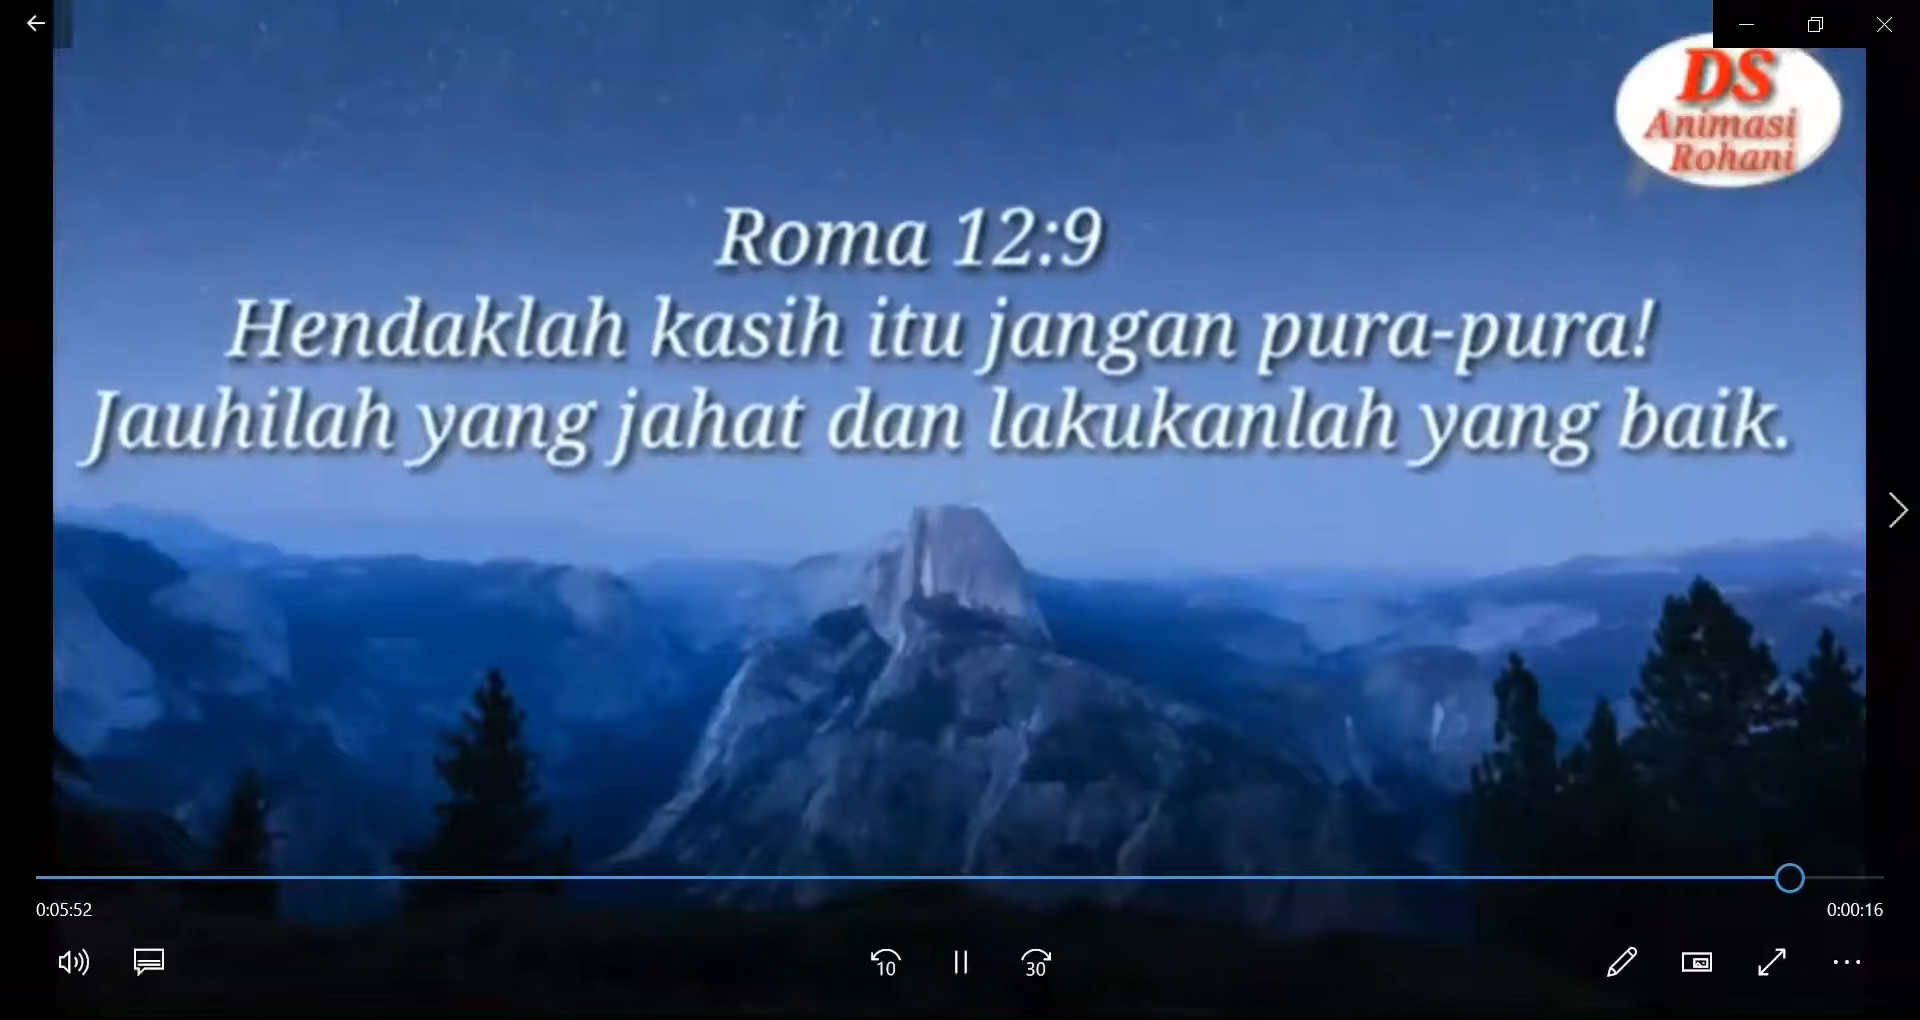 DS
Animasi
Rohani
Roma 12:9
Hendaklah kasih itu jangan pura-pura!
Jauhilah yang jahat dan lakukanlah yang baik.
0:05:52
0:00:16
10
30